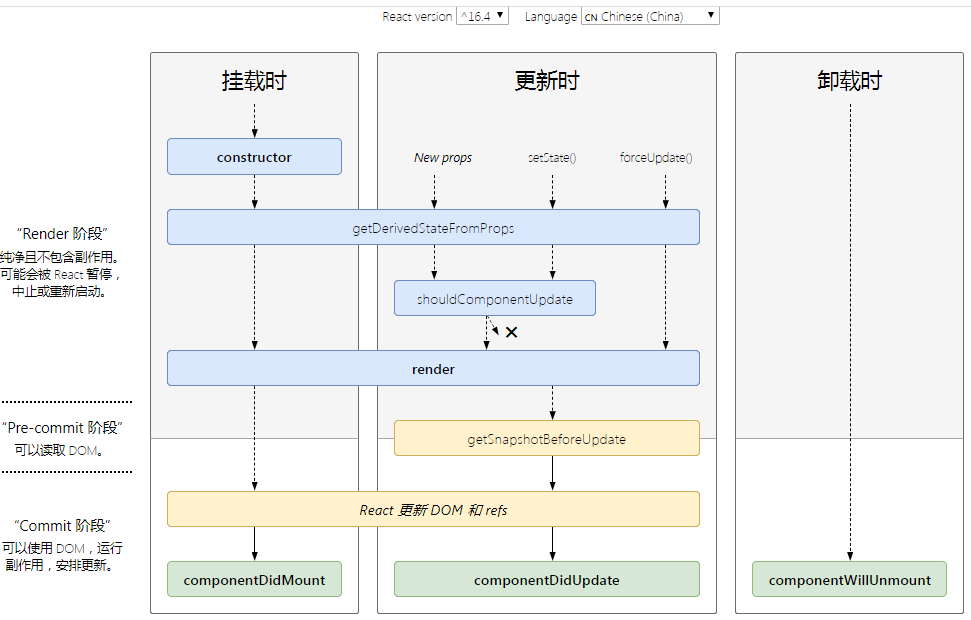 React version ^16.4 Language CN Chinese (China)
挂载时 更新时 卸载时
constructor
New props setState() forceUpdate()
getDerivedStateFromProps
“Render 阶段”
纯净且不包含副作用。
可能会被 React 暂停，
中止或重新启动。
shouldComponentUpdate
render
“Pre-commit 阶段”
可以读取 DOM。
getSnapshotBeforeUpdate
React 更新 DOM 和 refs
“Commit 阶段”
可以使用 DOM，运行
副作用，安排更新。
componentDidMount componentDidUpdate componentWillUnmount